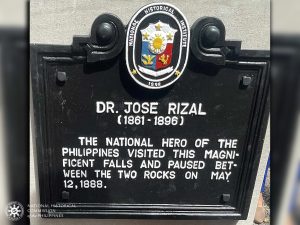 NATIONAL HISTORICAL INSTITUTE
DR. JOSE RIZAL
(1861-1896)
THE NATIONAL HERO OF THE
PHILIPPINES VISITED THIS MAGNI-
FICENT FALLS AND PAUSED BET-
WEEN THE TWO ROCKS ON MAY
12, 1888.
NATIONAL HISTORICAL
COMMISSION
of the PHILIPPINES